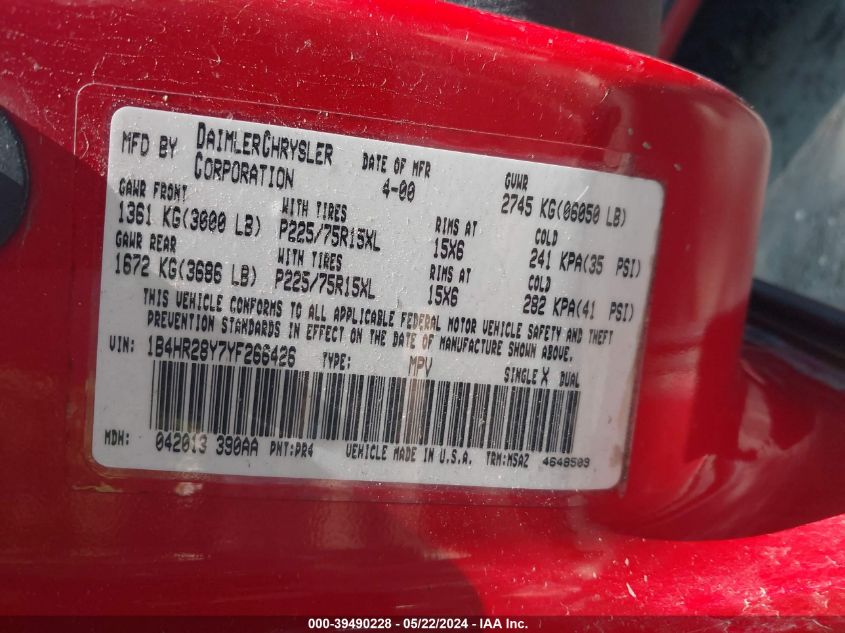 MFD BY DAIMLERCHRYSLER CORPORATION DATE OF MFR 4-00 GVWR 2745 KG(06050 LB)
GAWR FRONT WITH TIRES RIMS AT COLD
1361 KG(3000 LB) P225/75R15XL 15X6 241 KPA(35 PSI)
GAWR REAR WITH TIRES RIMS AT COLD
1672 KG(3686 LB) P225/75R15XL 15X6 282 KPA(41 PSI)
THIS VEHICLE CONFORMS TO ALL APPLICABLE FEDERAL MOTOR VEHICLE SAFETY AND THEFT
PREVENTION STANDARDS IN EFFECT ON THE DATE OF MANUFACTURE SHOWN ABOVE.
VIN: 1B4HR28Y7YF266426 TYPE: MPV SINGLE X DUAL
MDH: 042013 390AA PNT:PR4 VEHICLE MADE IN U.S.A. TRM:MSAZ 4648509
000-39490228 - 05/22/2024 - IAA Inc.